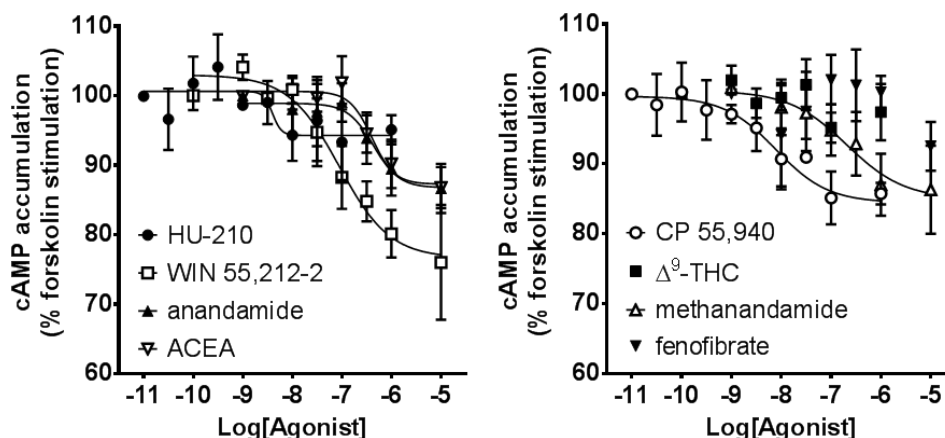 cAMP accumulation
(% forskolin stimulation)
110
100
90
80
70
60
HU-210
WIN 55,212-2
anandamide
ACEA
-11 -10 -9 -8 -7 -6 -5
Log[Agonist]
cAMP accumulation
(% forskolin stimulation)
110
100
90
80
70
60
CP 55,940
Δ⁹-THC
methanandamide
fenofibrate
-11 -10 -9 -8 -7 -6 -5
Log[Agonist]